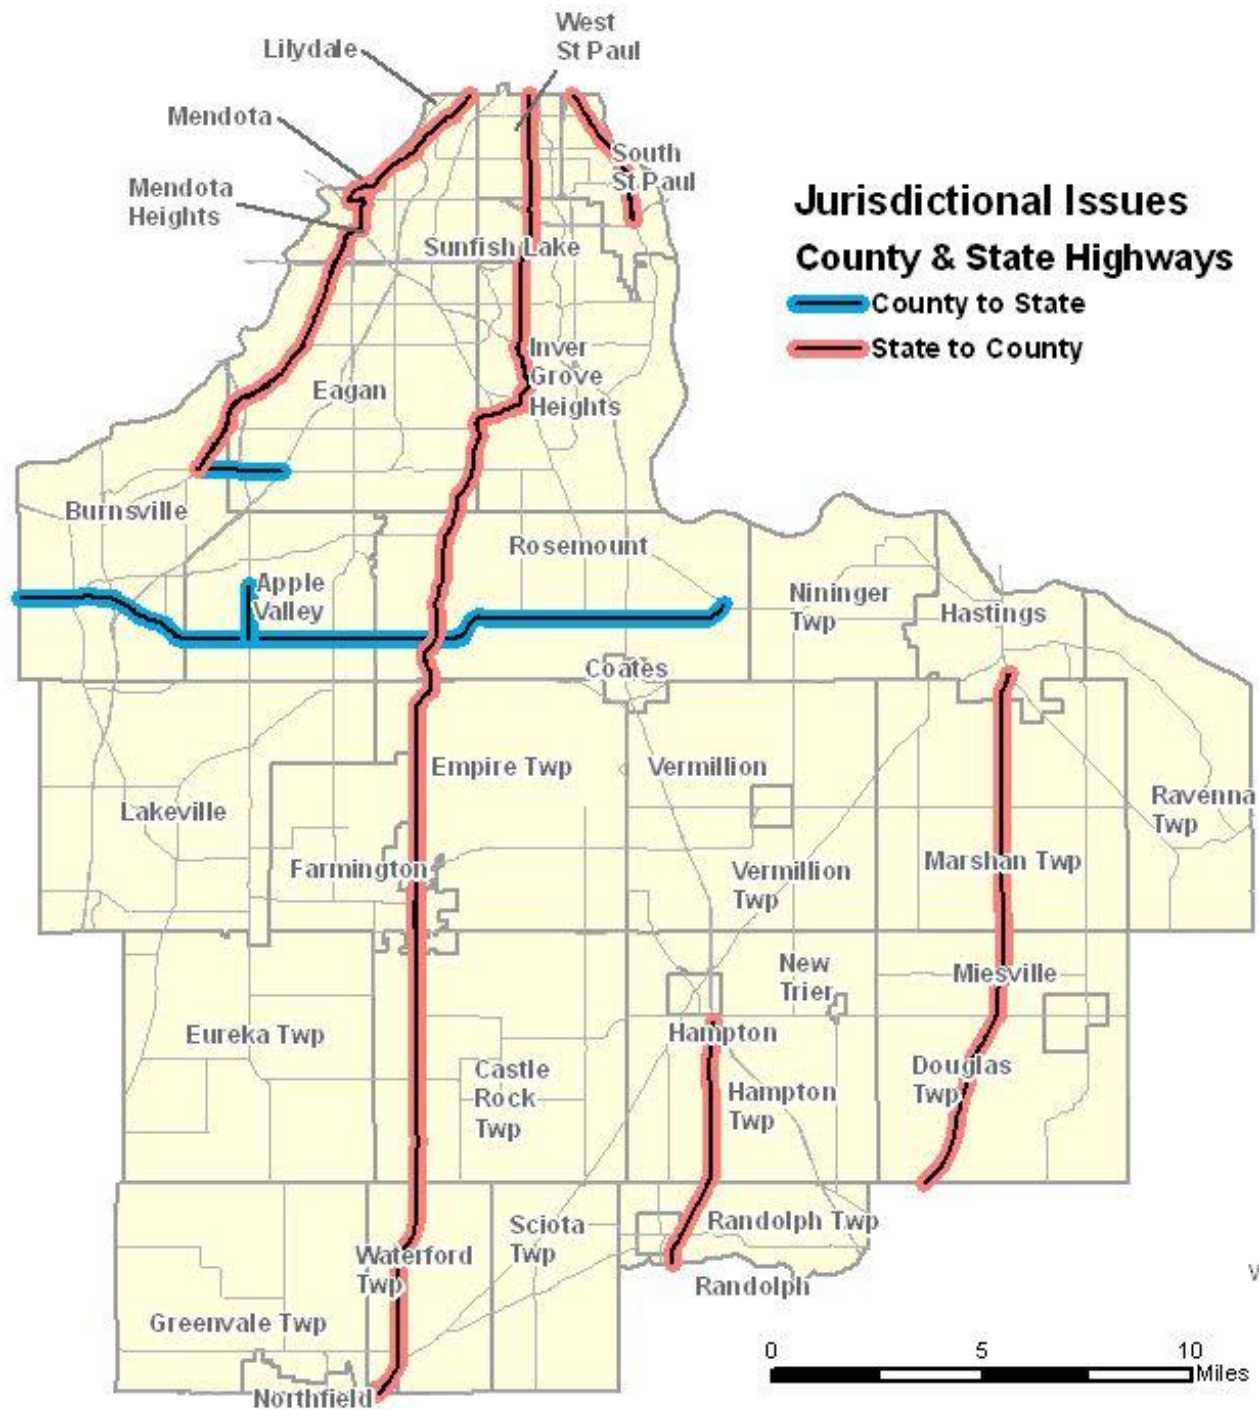 West
St Paul
Lilydale
Mendota
Mendota
Heights
South
St Paul
Jurisdictional Issues
County & State Highways
County to State
State to County
Sunfish Lake
Inver
Grove
Heights
Eagan
Burnsville
Rosemount
Apple
Valley
Nininger
Twp
Hastings
Coates
Empire Twp
Vermillion
Ravenna
Twp
Lakeville
Farmington
Vermillion
Twp
Marshan Twp
New
Trier
Miesville
Eureka Twp
Hampton
Castle
Rock
Twp
Hampton
Twp
Douglas
Twp
Sciota
Twp
Randolph Twp
Waterford
Twp
Randolph
V
Greenvale Twp
Northfield
0 5 10
Miles